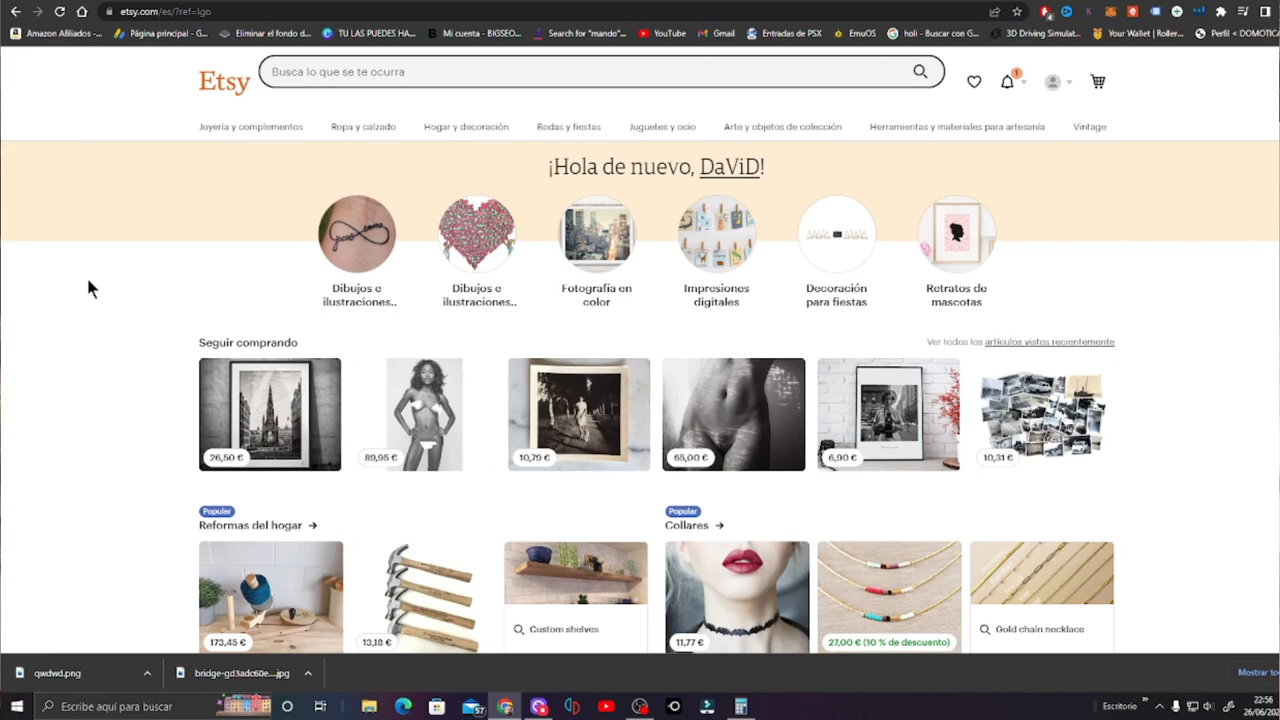 etsy.com/es/?ref=lgo
Amazon Afiliados -... Página principal - G... Eliminar el fondo d... TU LAS PUEDES HA... Mi cuenta - BIGSEO... Search for "mando"... YouTube Gmail Entradas de PSX EmuOS holi - Buscar con G... 3D Driving Simulat... Your Wallet | Roller... Perfil < DOMOTICA
Etsy
Busca lo que se te ocurra
1
Joyería y complementos Ropa y calzado Hogar y decoración Bodas y fiestas Juguetes y ocio Arte y objetos de colección Herramientas y materiales para artesanía Vintage
¡Hola de nuevo, DaViD!
Dibujos e
ilustraciones..
Dibujos e
ilustraciones..
Fotografía en
color
Impresiones
digitales
Decoración
para fiestas
Retratos de
mascotas
Seguir comprando
Ver todos los artículos vistos recientemente
26,50 € 89,95 € 10,79 € 65,00 € 6,90 € 10,31 €
Popular
Reformas del hogar →
Popular
Collares →
Custom shelves
Gold chain necklace
173,45 € 13,18 € 11,77 € 27,00 € (10 % de descuento)
qwdwd.png
bridge-gd3adc60e....jpg
Mostrar to
Escribe aquí para buscar
57
Escritorio
22:56
26/06/202